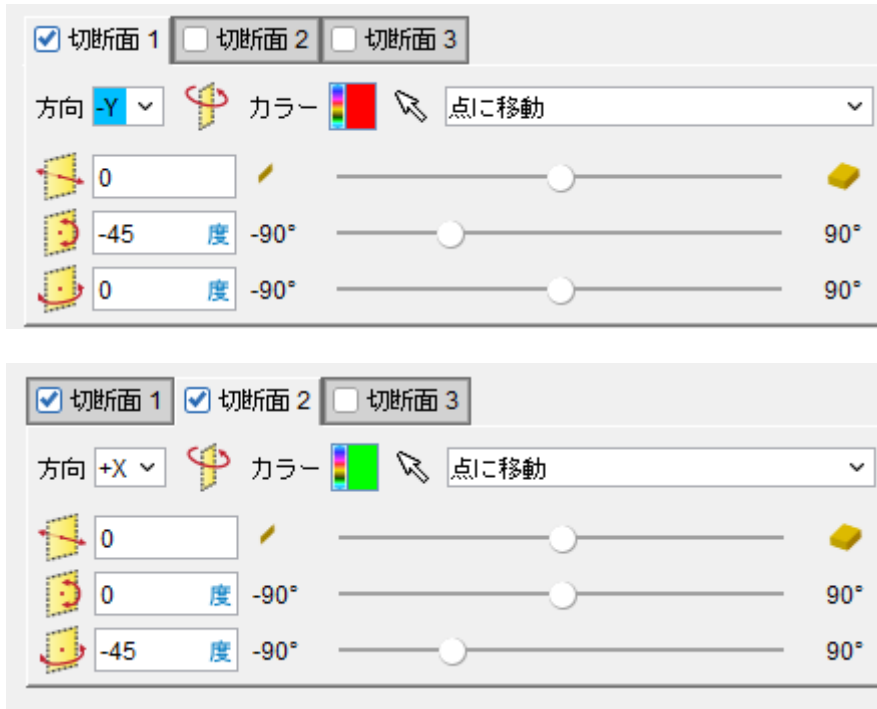 切断面 1 切断面 2 切断面 3
方向 -Y カラー 点に移動
0
-45 度 -90° 90°
0 度 -90° 90°
切断面 1 切断面 2 切断面 3
方向 +X カラー 点に移動
0
0 度 -90° 90°
-45 度 -90° 90°